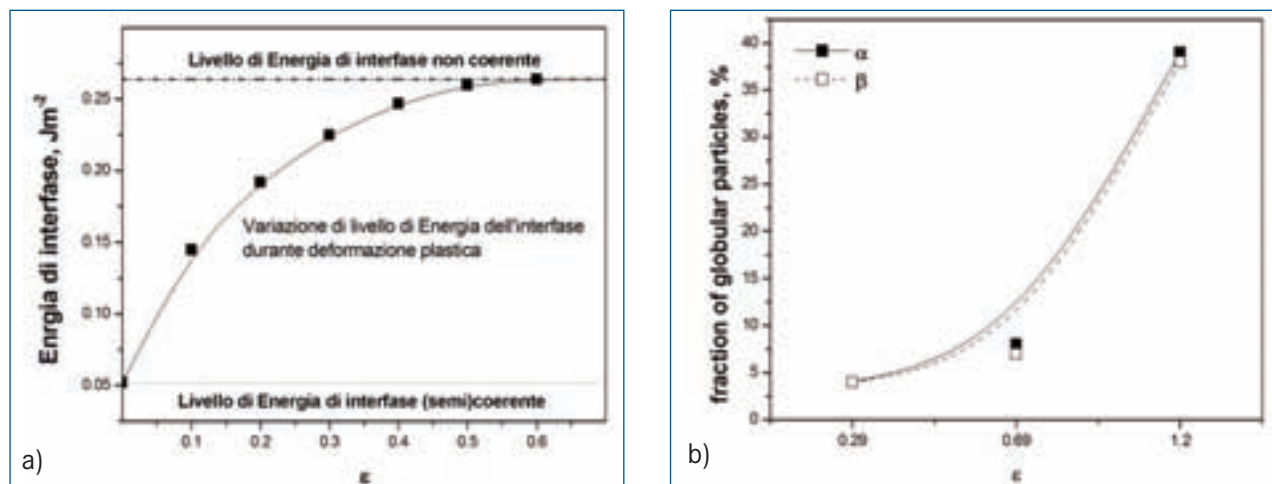 Livello di Energia di interfase non coerente
Enrgia di interfase, Jm-2
0.25
0.20
0.15
0.10
0.05
Variazione di livello di Energia dell'interfase
durante deformazione plastica
Livello di Energia di interfase (semi)coerente
0.1 0.2 0.3 0.4 0.5 0.6
ε
a)
α
β
fraction of globular particles, %
40
35
30
25
20
15
10
5
0
0.29 0.69 1.2
ε
b)